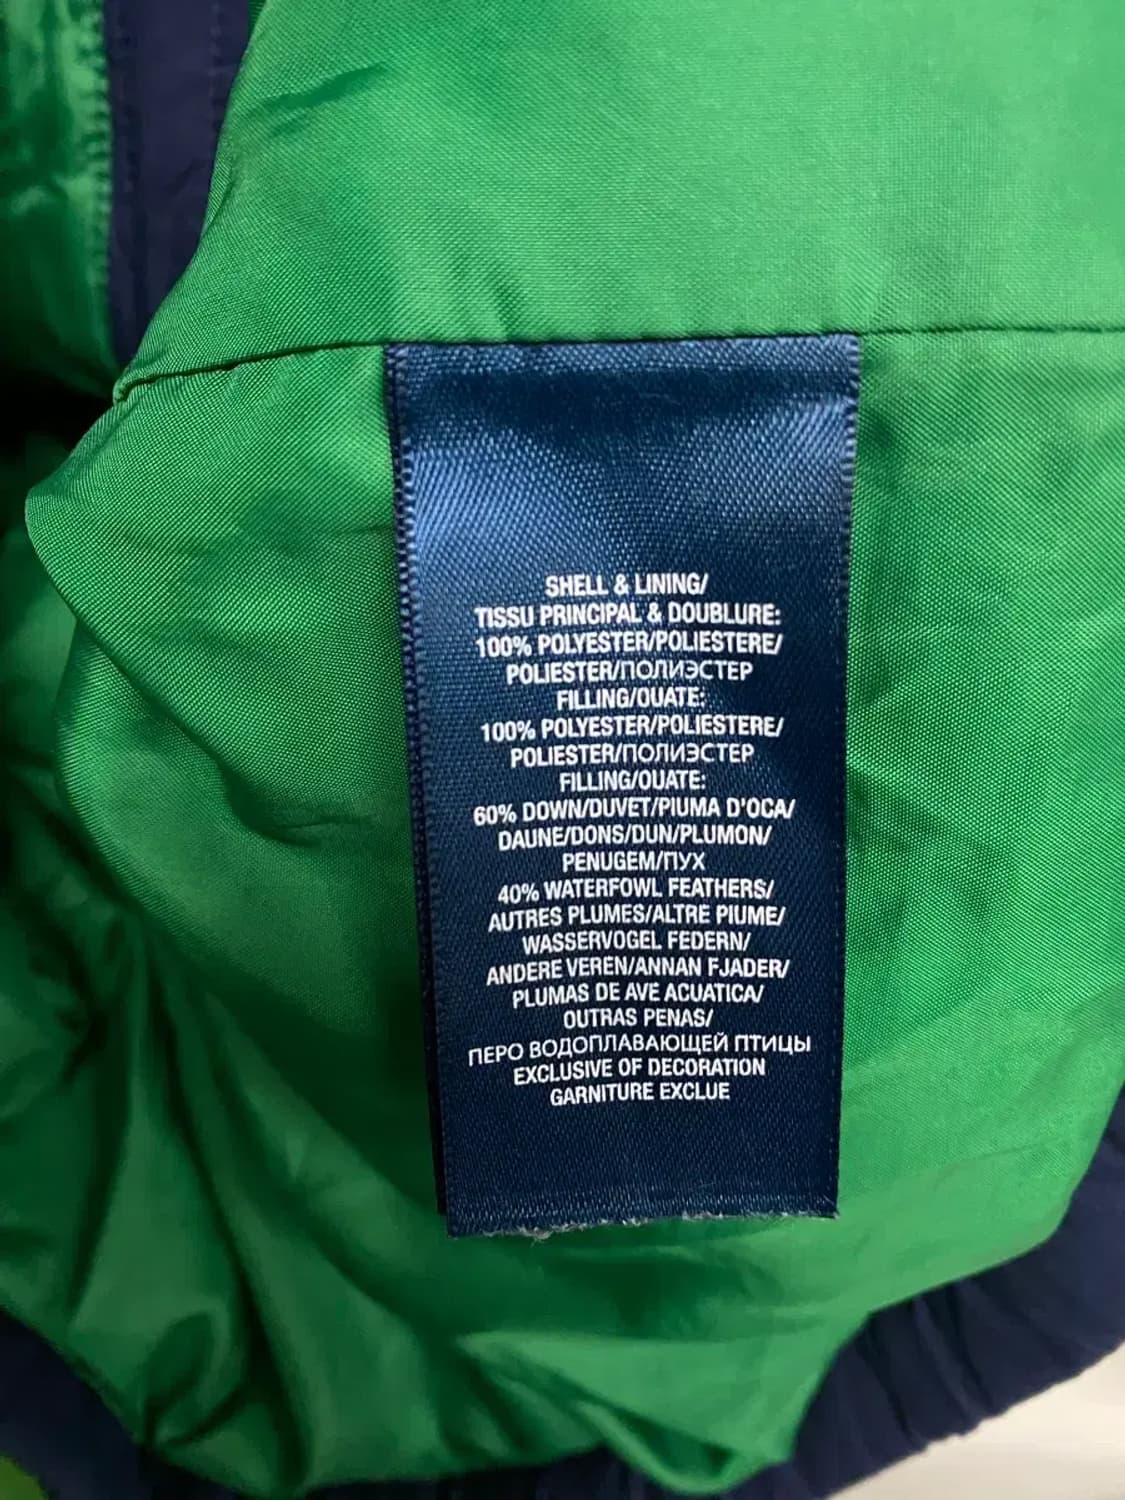 SHELL & LINING/
TISSU PRINCIPAL & DOUBLURE:
100% POLYESTER/POLIESTERE/
POLIESTER/ПОЛИЭСТЕР
FILLING/OUATE:
100% POLYESTER/POLIESTERE/
POLIESTER/ПОЛИЭСТЕР
FILLING/OUATE:
60% DOWN/DUVET/PIUMA D'OCA/
DAUNE/DONS/DUN/PLUMON/
PENUGEM/ПУХ
40% WATERFOWL FEATHERS/
AUTRES PLUMES/ALTRE PIUME/
WASSERVOGEL FEDERN/
ANDERE VEREN/ANNAN FJADER/
PLUMAS DE AVE ACUATICA/
OUTRAS PENAS/
ПЕРО ВОДОПЛАВАЮЩЕЙ ПТИЦЫ
EXCLUSIVE OF DECORATION
GARNITURE EXCLUE